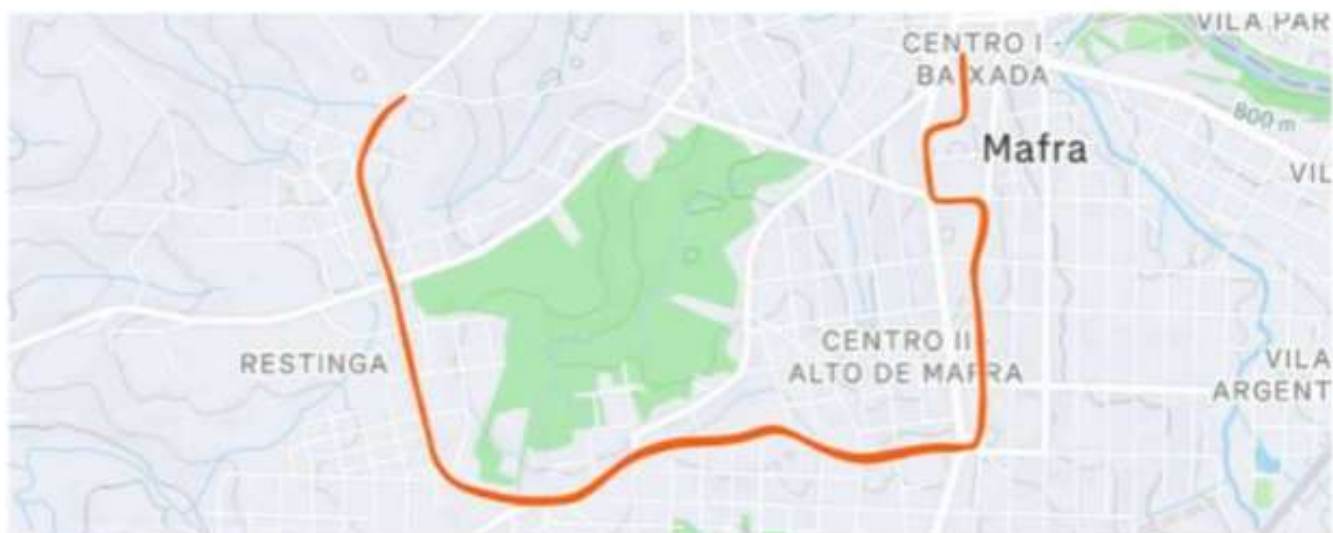 VILA PAR
CENTRO I -
BAIXADA
800 m
Mafra
VIL
RESTINGA
CENTRO II -
ALTO DE MAFRA
VILA
ARGENT